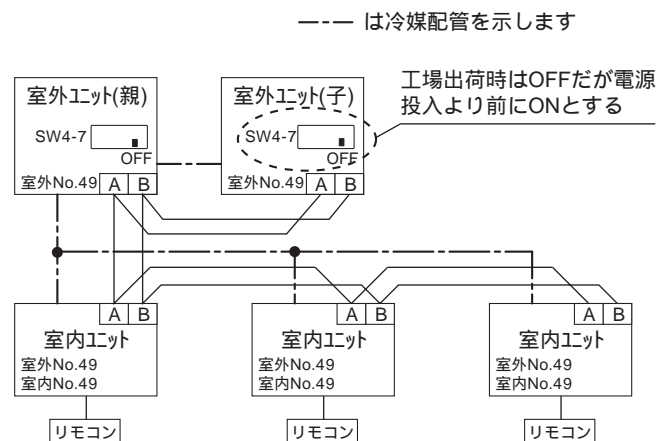 は冷媒配管を示します
工場出荷時はOFFだが電源
投入より前にONとする
室外ﾕﾆｯﾄ(親)
SW4-7
OFF
室外No.49 A B
室外ﾕﾆｯﾄ(子)
SW4-7
OFF
室外No.49 A B
A B
室内ﾕﾆｯﾄ
室外No.49
室内No.49
リモコン
A B
室内ﾕﾆｯﾄ
室外No.49
室内No.49
リモコン
A B
室内ﾕﾆｯﾄ
室外No.49
室内No.49
リモコン